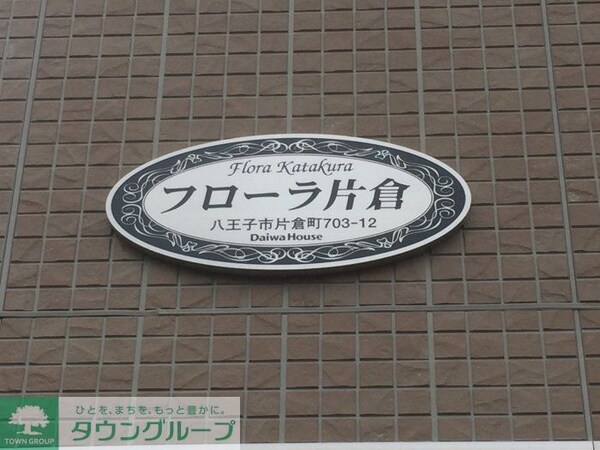 Flora Katakura
フローラ片倉
八王子市片倉町703-12
Daiwa House
ひとを、まちを、もっと豊かに。
タウングループ
TOWN GROUP